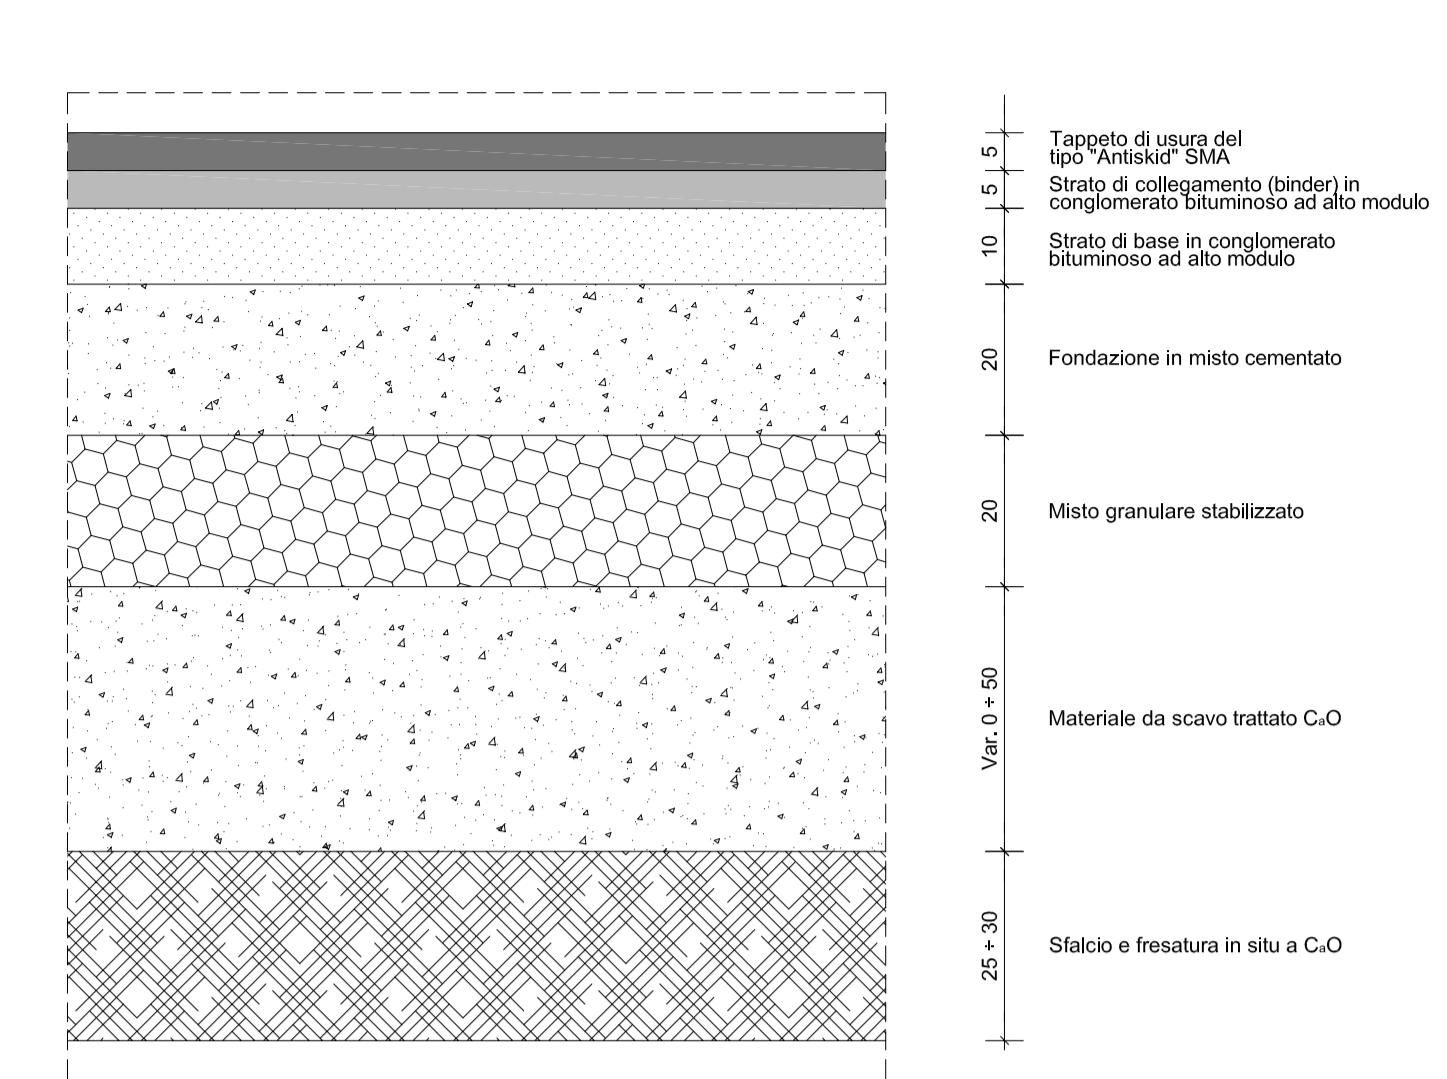 5
Tappeto di usura del
tipo "Antiskid" SMA
5
Strato di collegamento (binder) in
conglomerato bituminoso ad alto modulo
10
Strato di base in conglomerato
bituminoso ad alto modulo
20
Fondazione in misto cementato
20
Misto granulare stabilizzato
Var. 0 ÷ 50
Materiale da scavo trattato CaO
25 ÷ 30
Sfalcio e fresatura in situ a CaO